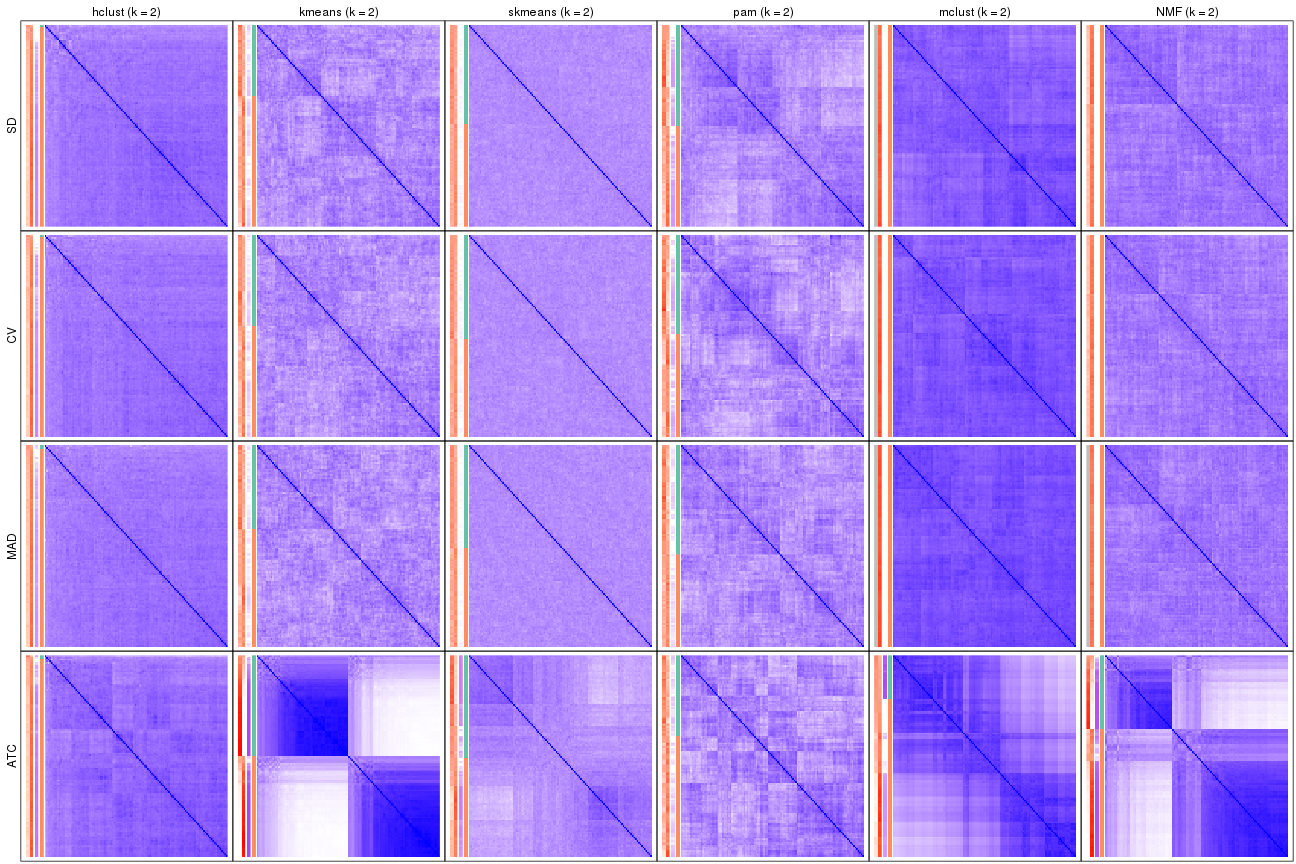 hclust (k = 2) kmeans (k = 2) skmeans (k = 2) pam (k = 2) mclust (k = 2) NMF (k = 2)
SD
CV
MAD
ATC